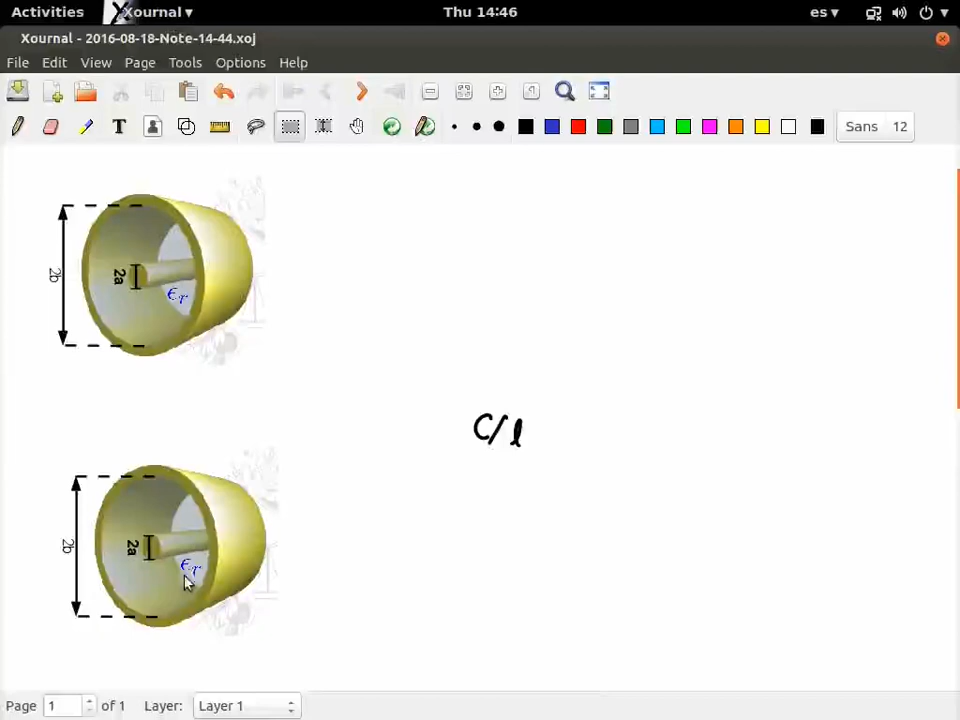 Activities
Xournal ▾
Thu 14:46
es ▾
Xournal - 2016-08-18-Note-14-44.xoj
File Edit View Page Tools Options Help
Sans 12
2b
2a
εr
C/l
2b
2a
εr
Page 1 of 1 Layer: Layer 1